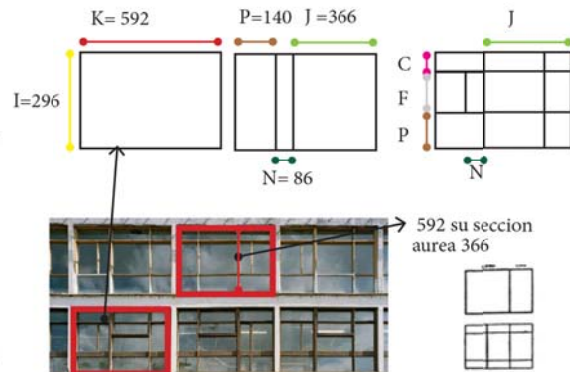 K= 592
P=140
J =366
J
I=296
C
F
P
N= 86
N
592 su seccion
aurea 366